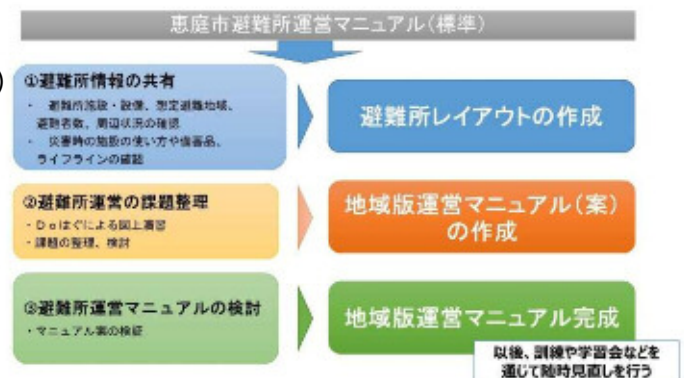 恵庭市避難所運営マニュアル(標準)
)
①避難所情報の共有
・ 避難所施設・設備、想定避難地域、
避難者数、周辺状況の確認
・ 災害時の施設の使い方や備蓄品、
ライフラインの確認
避難所レイアウトの作成
②避難所運営の課題整理
・Doはぐによる図上演習
・課題の整理、検討
地域版運営マニュアル(案)
の作成
③避難所運営マニュアルの検討
・マニュアル案の検証
地域版運営マニュアル完成
以後、訓練や学習会などを
通じて随時見直しを行う